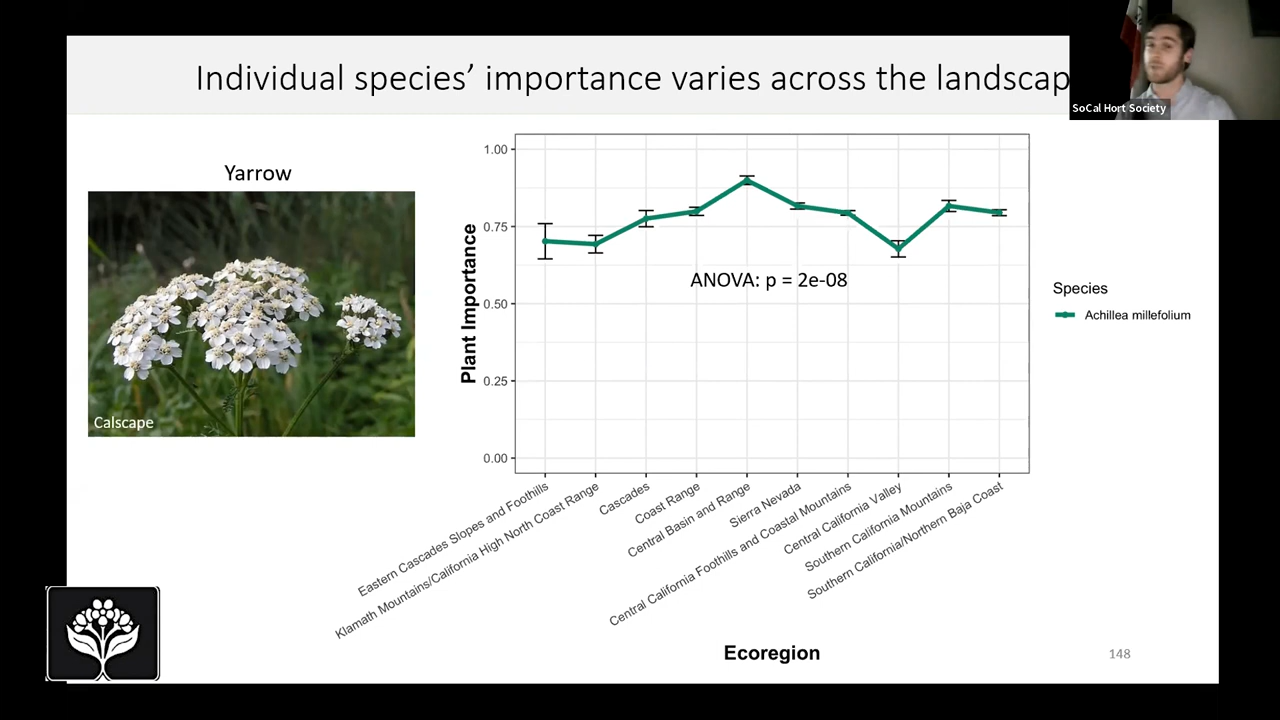 Individual species' importance varies across the landscap
SoCal Hort Society
Yarrow
Calscape
Plant Importance
1.00
0.75
0.50
0.25
0.00
ANOVA: p = 2e-08
Species
Achillea millefolium
Eastern Cascades Slopes and Foothills
Klamath Mountains/California High North Coast Range
Cascades
Coast Range
Central Basin and Range
Sierra Nevada
Central California Foothills and Coastal Mountains
Central California Valley
Southern California Mountains
Southern California/Northern Baja Coast
Ecoregion
148